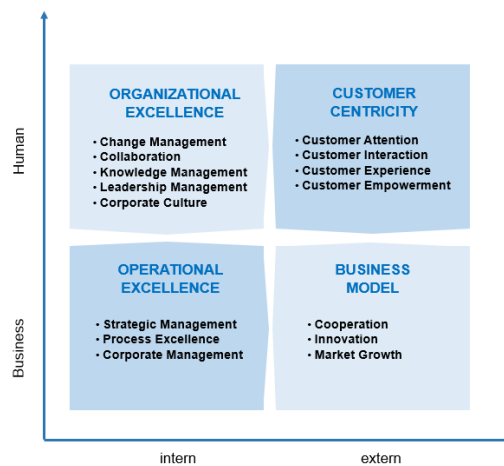 ORGANIZATIONAL
EXCELLENCE
• Change Management
• Collaboration
• Knowledge Management
• Leadership Management
• Corporate Culture
CUSTOMER
CENTRICITY
• Customer Attention
• Customer Interaction
• Customer Experience
• Customer Empowerment
Human
OPERATIONAL
EXCELLENCE
• Strategic Management
• Process Excellence
• Corporate Management
BUSINESS
MODEL
• Cooperation
• Innovation
• Market Growth
Business
intern
extern